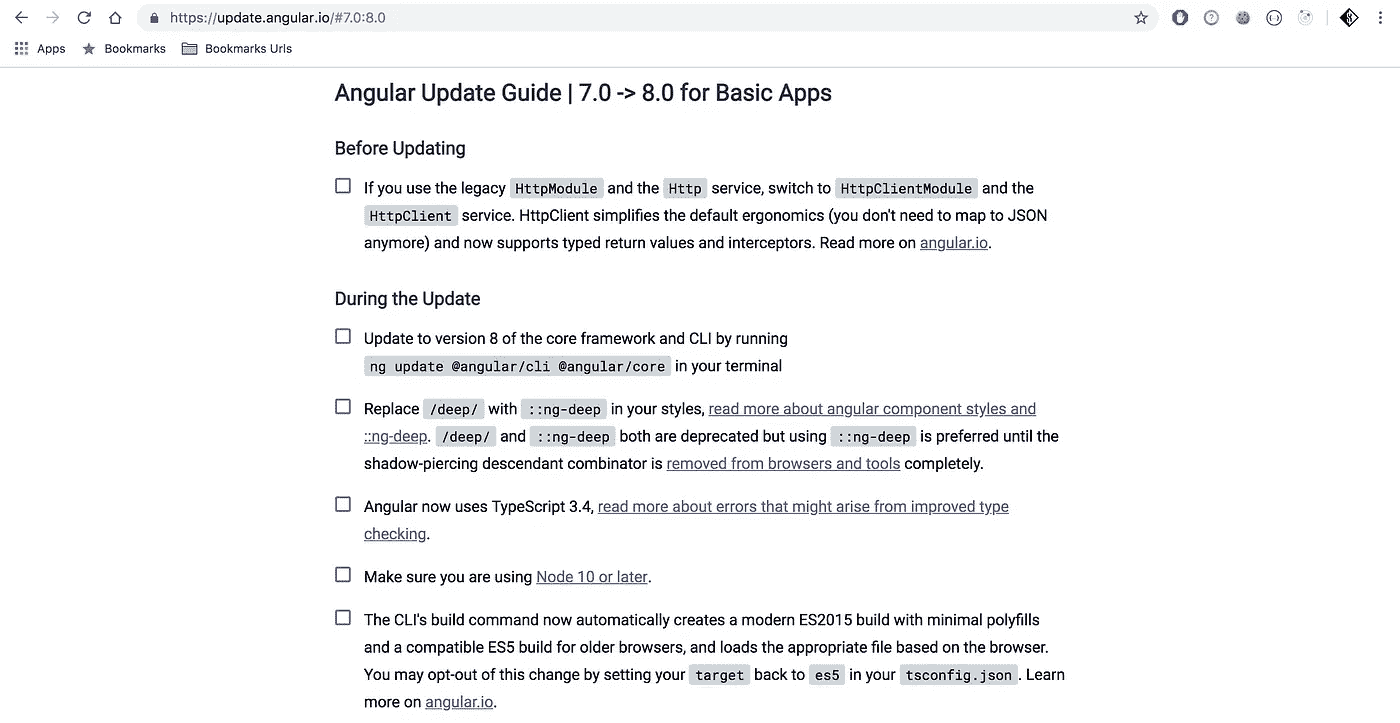 https://update.angular.io/#7.0:8.0
Apps Bookmarks Bookmarks Urls
Angular Update Guide | 7.0 -> 8.0 for Basic Apps
Before Updating
If you use the legacy HttpModule and the Http service, switch to HttpClientModule and the
HttpClient service. HttpClient simplifies the default ergonomics (you don't need to map to JSON
anymore) and now supports typed return values and interceptors. Read more on angular.io.
During the Update
Update to version 8 of the core framework and CLI by running
ng update @angular/cli @angular/core in your terminal
Replace /deep/ with ::ng-deep in your styles, read more about angular component styles and
::ng-deep. /deep/ and ::ng-deep both are deprecated but using ::ng-deep is preferred until the
shadow-piercing descendant combinator is removed from browsers and tools completely.
Angular now uses TypeScript 3.4, read more about errors that might arise from improved type
checking.
Make sure you are using Node 10 or later.
The CLI's build command now automatically creates a modern ES2015 build with minimal polyfills
and a compatible ES5 build for older browsers, and loads the appropriate file based on the browser.
You may opt-out of this change by setting your target back to es5 in your tsconfig.json. Learn
more on angular.io.